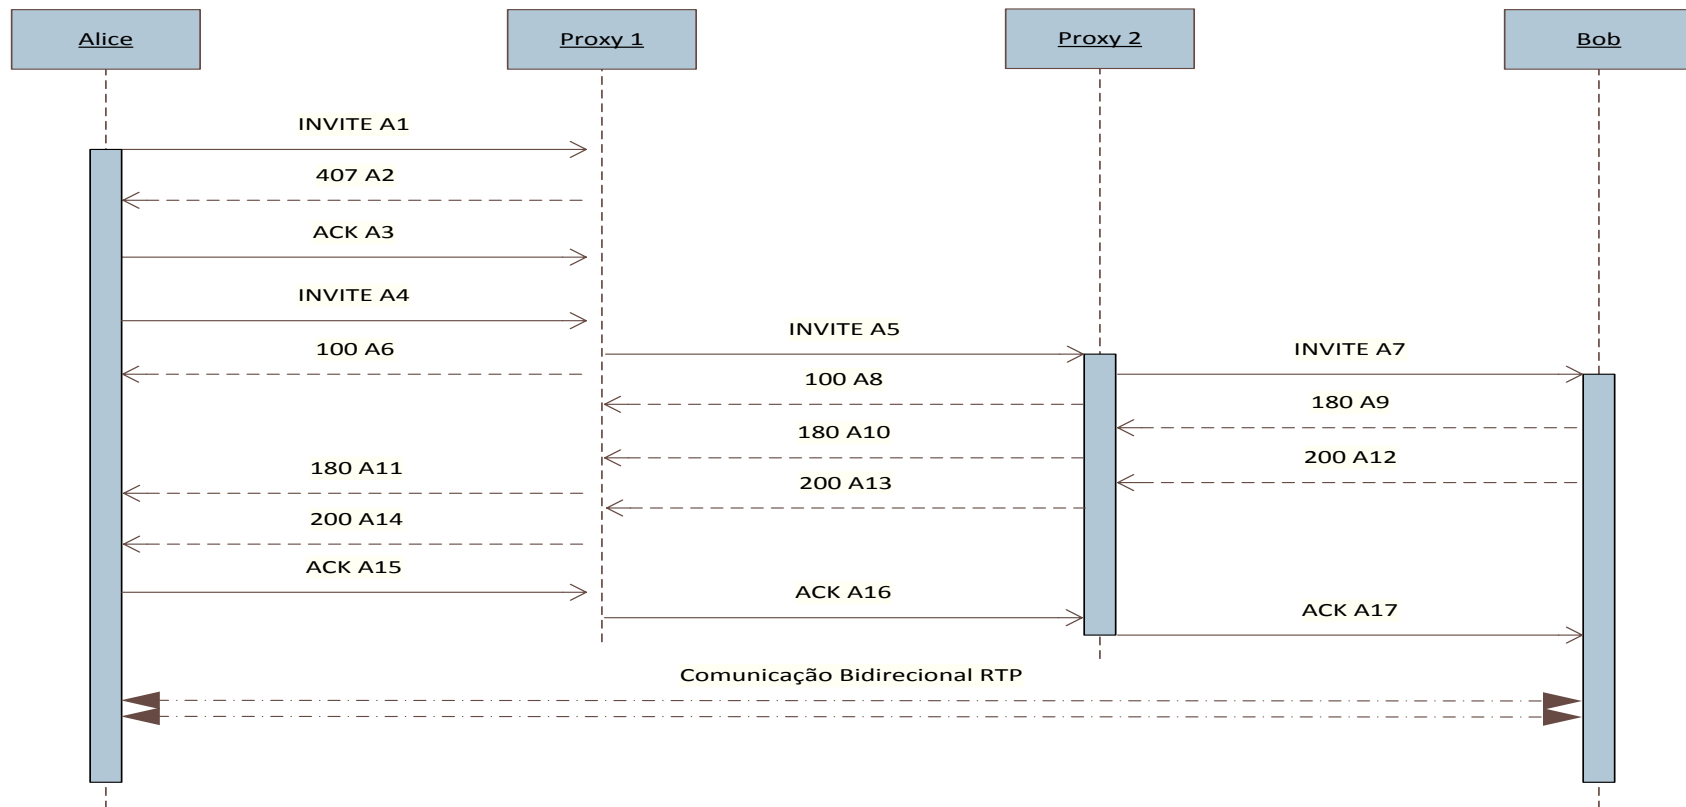 Alice
Proxy 1
Proxy 2
Bob
INVITE A1
407 A2
ACK A3
INVITE A4
INVITE A5
100 A6
INVITE A7
100 A8
180 A9
180 A10
180 A11
200 A12
200 A13
200 A14
ACK A15
ACK A16
ACK A17
Comunicação Bidirecional RTP